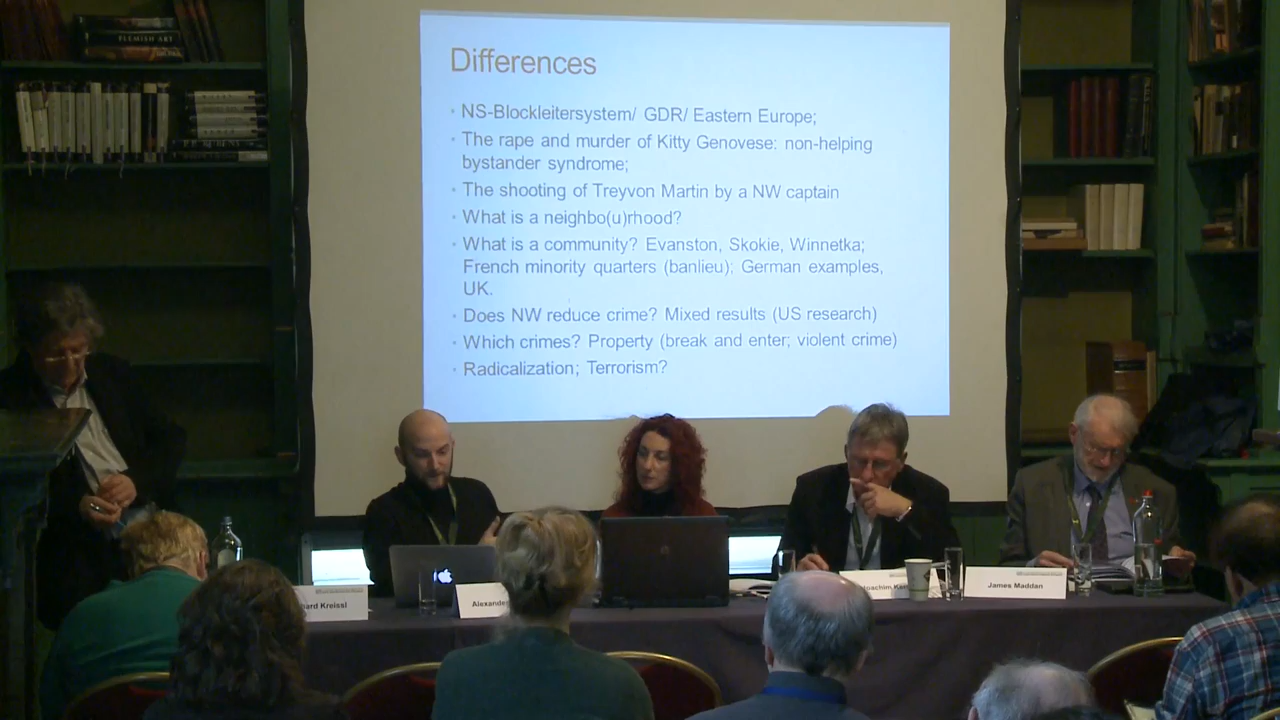 FLEMISH ART
Differences
NS-Blockleitersystem/ GDR/ Eastern Europe;
The rape and murder of Kitty Genovese: non-helping
bystander syndrome;
The shooting of Treyvon Martin by a NW captain
What is a neighbo(u)rhood?
What is a community? Evanston, Skokie, Winnetka;
French minority quarters (banlieu); German examples,
UK.
Does NW reduce crime? Mixed results (US research)
Which crimes? Property (break and enter; violent crime)
Radicalization; Terrorism?
hard Kreissl
Alexande
James Maddan